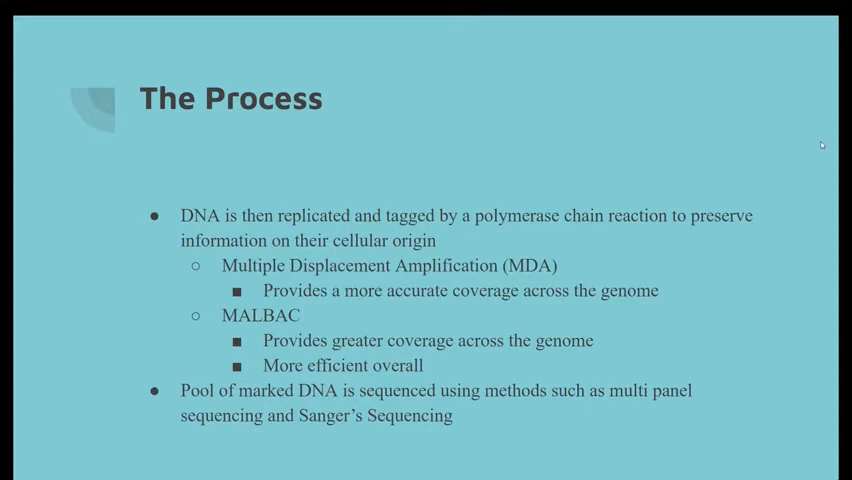 The Process
● DNA is then replicated and tagged by a polymerase chain reaction to preserve
information on their cellular origin
○ Multiple Displacement Amplification (MDA)
■ Provides a more accurate coverage across the genome
○ MALBAC
■ Provides greater coverage across the genome
■ More efficient overall
● Pool of marked DNA is sequenced using methods such as multi panel
sequencing and Sanger’s Sequencing